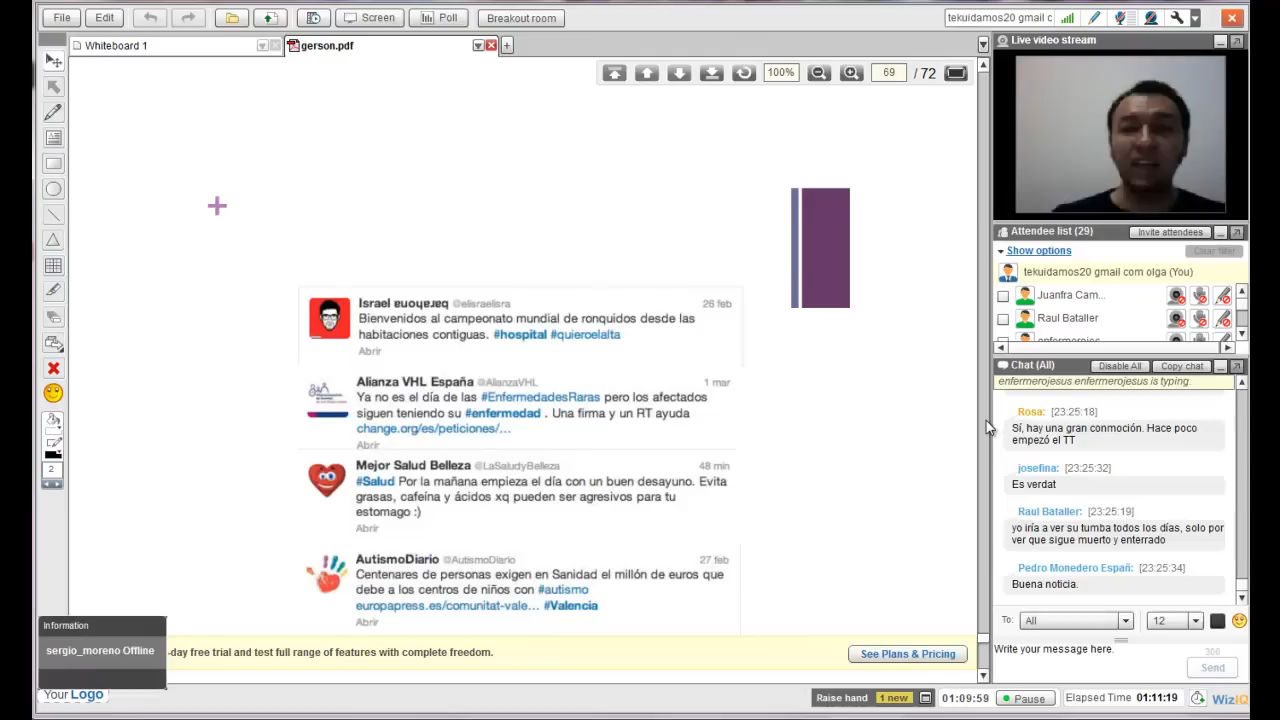 File Edit Screen Poll Breakout room tekuidamos20 gmail c
Whiteboard 1 gerson.pdf
100% 69 / 72
Israel @elisraelisra 26 feb
Bienvenidos al campeonato mundial de ronquidos desde las
habitaciones contiguas. #hospital #quieroelalta
Abrir
Alianza VHL España @AlianzaVHL 1 mar
Ya no es el día de las #EnfermedadesRaras pero los afectados
siguen teniendo su #enfermedad . Una firma y un RT ayuda
change.org/es/peticiones/…
Abrir
Mejor Salud Belleza @LaSaludyBelleza 48 min
#Salud Por la mañana empieza el día con un buen desayuno. Evita
grasas, cafeína y ácidos xq pueden ser agresivos para tu
estomago :)
Abrir
AutismoDiario @AutismoDiario 27 feb
Centenares de personas exigen en Sanidad el millón de euros que
debe a los centros de niños con #autismo
europapress.es/comunitat-vale… #Valencia
Abrir
2
Information
sergio_moreno Offline
-day free trial and test full range of features with complete freedom.
See Plans & Pricing
Your Logo
Live video stream
Attendee list (29) Invite attendees
Show options Clear filter
tekuidamos20 gmail com olga (You)
Juanfra Cam...
Raul Bataller
Chat (All) Disable All Copy chat
enfermerojesus enfermerojesus is typing.
Rosa: [23:25:18]
Sí, hay una gran conmoción. Hace poco
empezó el TT
josefina: [23:25:32]
Es verdat
Raul Bataller: [23:25:19]
yo iría a ver su tumba todos los días, solo por
ver que sigue muerto y enterrado
Pedro Monedero Españ: [23:25:34]
Buena noticia.
To: All 12
Write your message here. 300
Send
Raise hand 1 new 01:09:59 Pause Elapsed Time 01:11:19 WizIQ